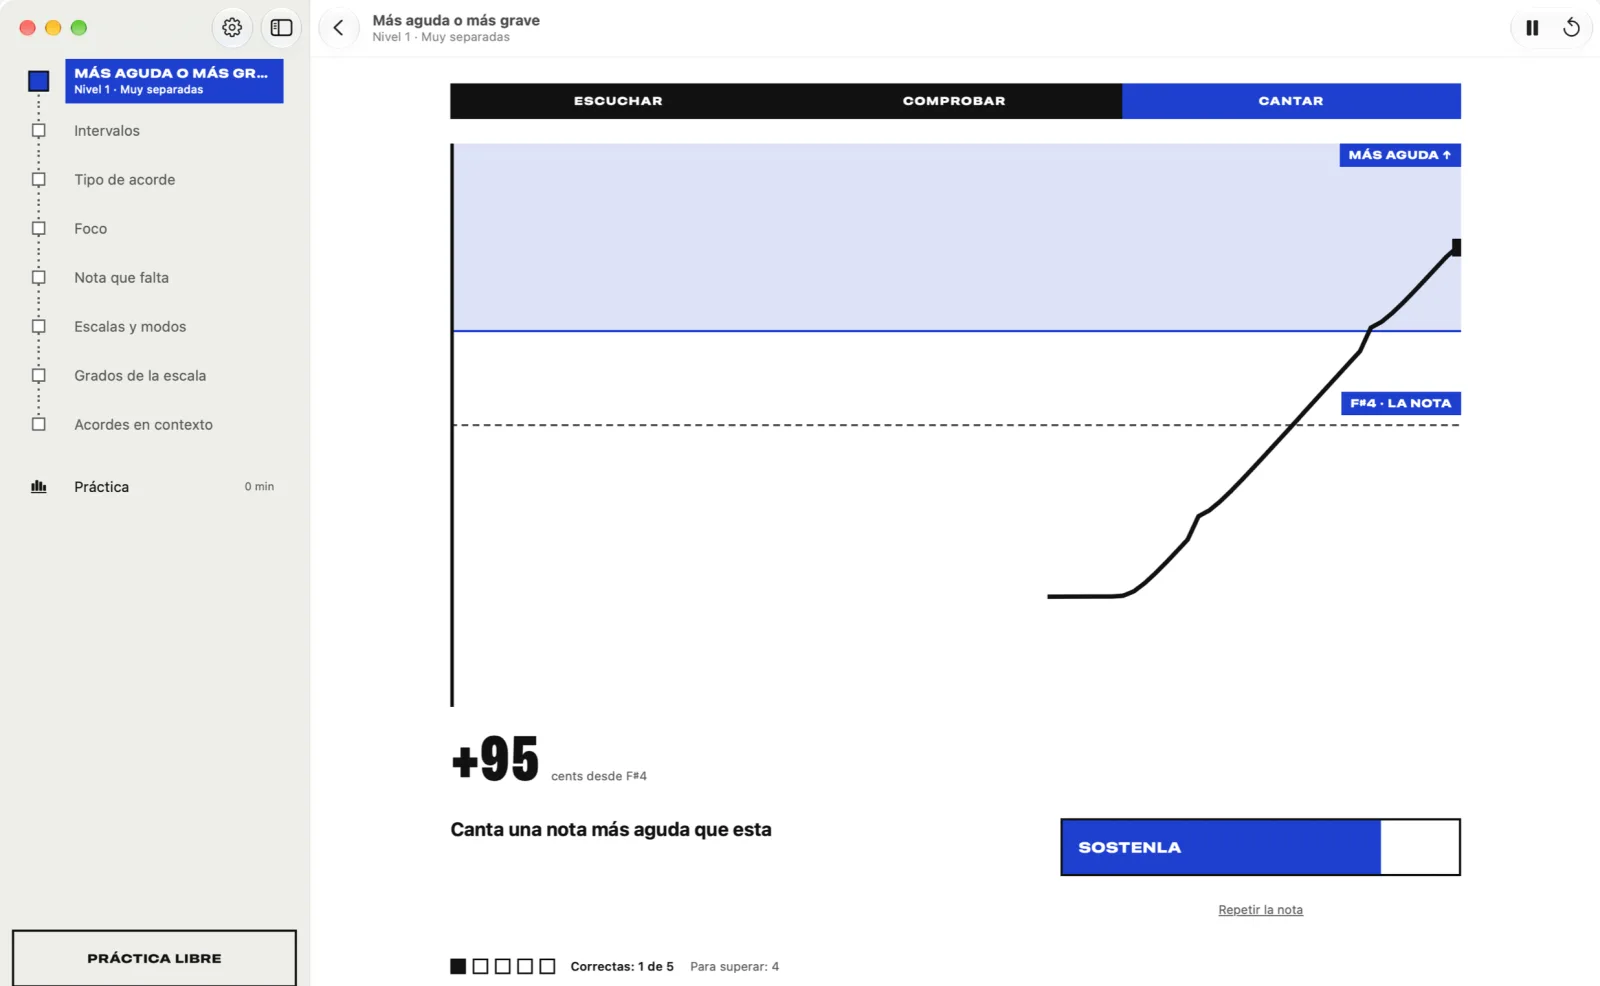 Más aguda o más grave
Nivel 1 · Muy separadas
MÁS AGUDA O MÁS GR...
Nivel 1 · Muy separadas
Intervalos
Tipo de acorde
Foco
Nota que falta
Escalas y modos
Grados de la escala
Acordes en contexto
Práctica
0 min
PRÁCTICA LIBRE
ESCUCHAR
COMPROBAR
CANTAR
MÁS AGUDA ↑
F#4 · LA NOTA
+95 cents desde F#4
Canta una nota más aguda que esta
SOSTENLA
Repetir la nota
Correctas: 1 de 5 Para superar: 4